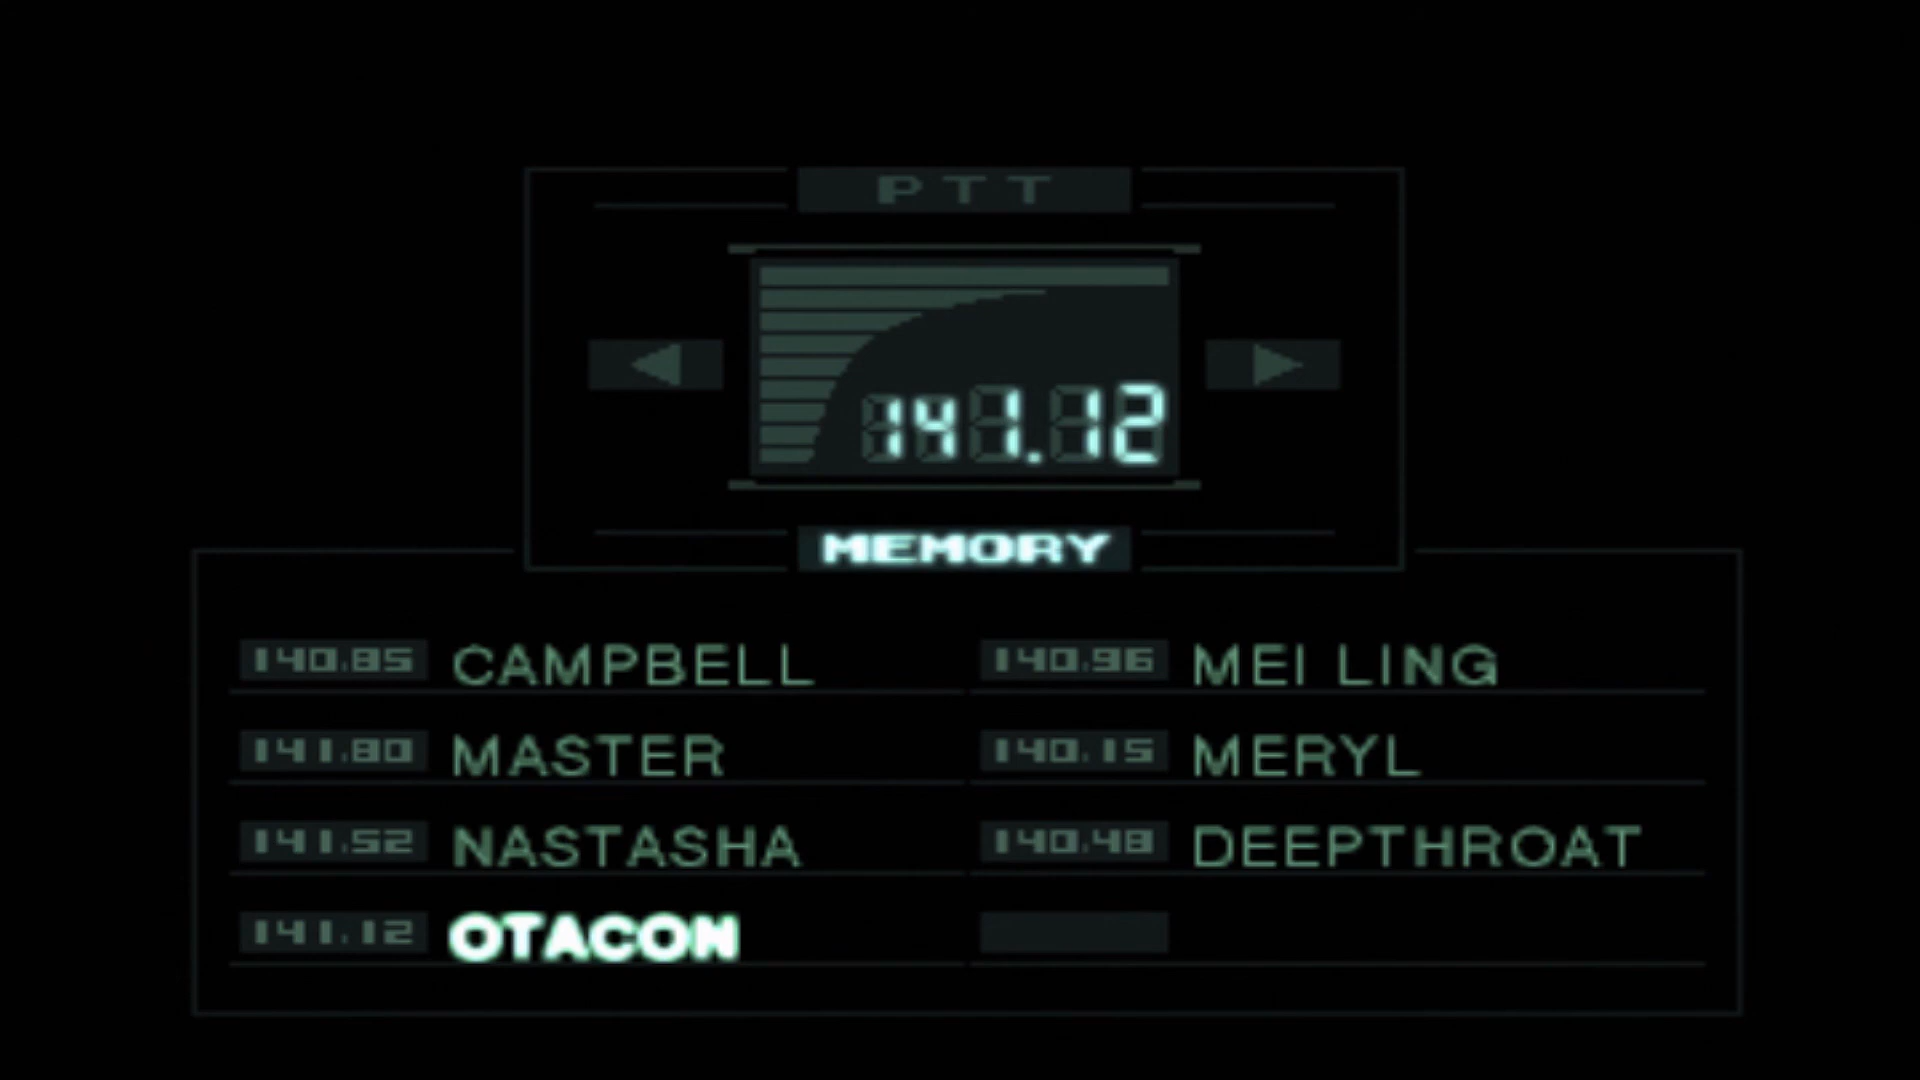 PTT
141.12
MEMORY
140.85 CAMPBELL
140.96 MEI LING
141.80 MASTER
140.15 MERYL
141.52 NASTASHA
140.48 DEEPTHROAT
141.12 OTACON